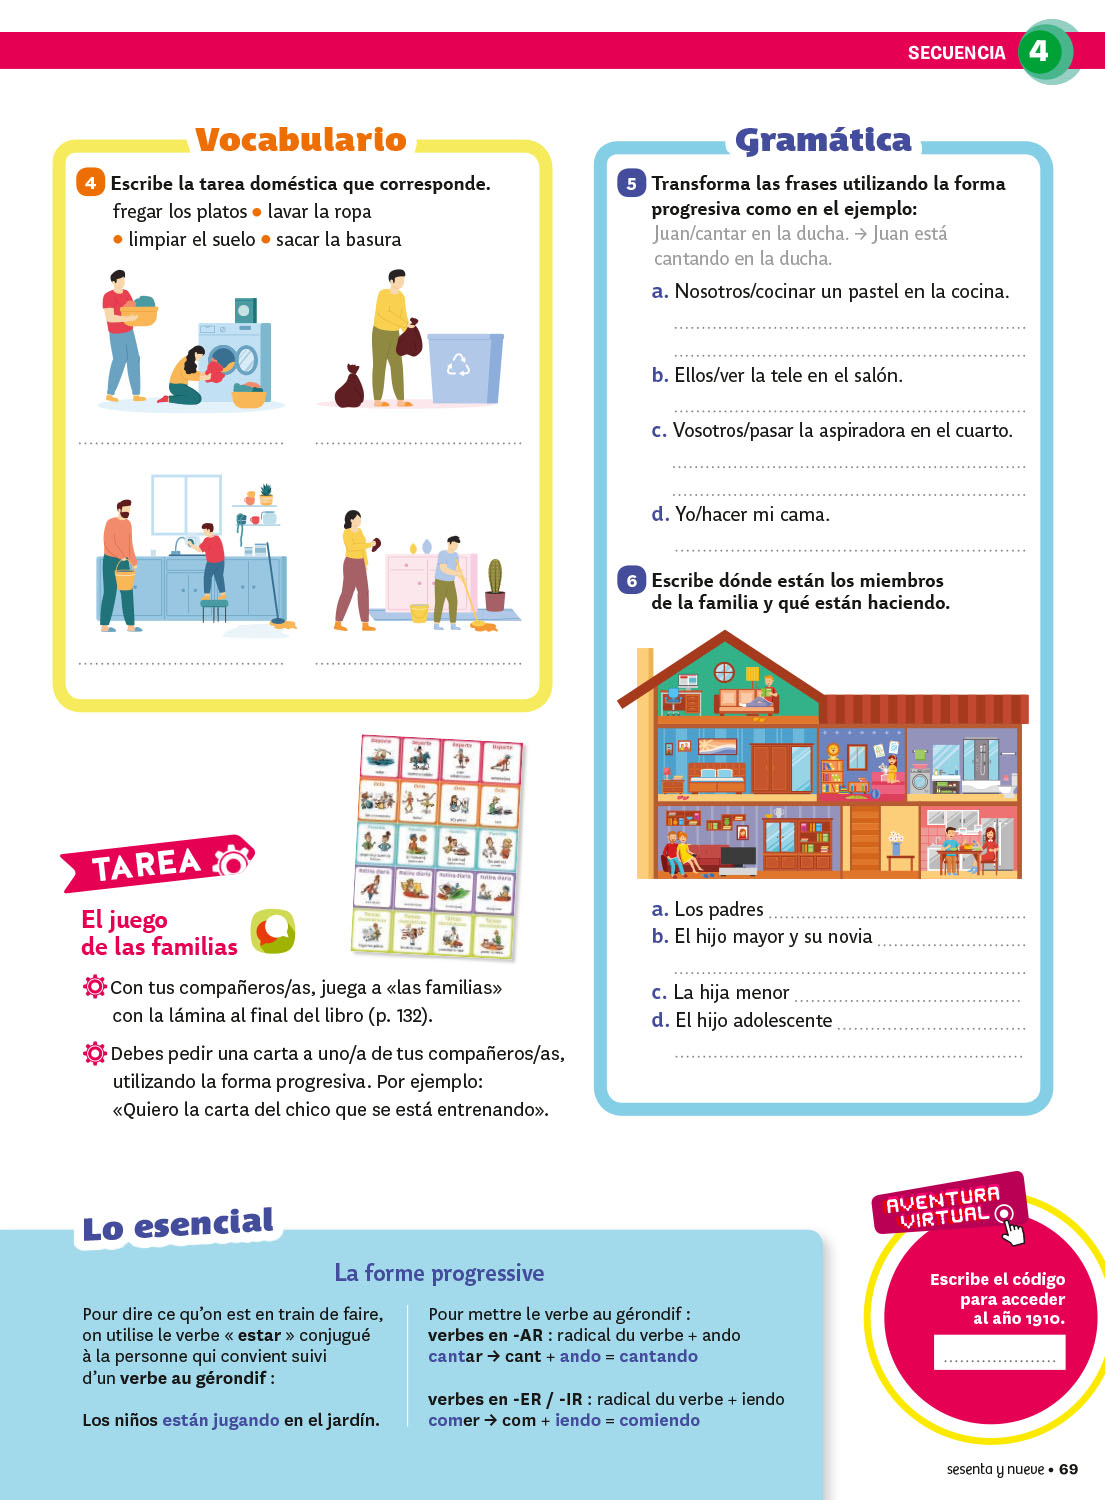 SECUENCIA 4
Vocabulario
4 Escribe la tarea doméstica que corresponde.
fregar los platos ● lavar la ropa
● limpiar el suelo ● sacar la basura
TAREA
El juego
de las familias
Con tus compañeros/as, juega a «las familias»
con la lámina al final del libro (p. 132).
Debes pedir una carta a uno/a de tus compañeros/as,
utilizando la forma progresiva. Por ejemplo:
«Quiero la carta del chico que se está entrenando».
Gramática
5 Transforma las frases utilizando la forma
progresiva como en el ejemplo:
Juan/cantar en la ducha. → Juan está
cantando en la ducha.
a. Nosotros/cocinar un pastel en la cocina.
b. Ellos/ver la tele en el salón.
c. Vosotros/pasar la aspiradora en el cuarto.
d. Yo/hacer mi cama.
6 Escribe dónde están los miembros
de la familia y qué están haciendo.
a. Los padres
b. El hijo mayor y su novia
c. La hija menor
d. El hijo adolescente
Lo esencial
La forme progressive
Pour dire ce qu'on est en train de faire,
on utilise le verbe « estar » conjugué
à la personne qui convient suivi
d'un verbe au gérondif :
Los niños están jugando en el jardín.
Pour mettre le verbe au gérondif :
verbes en -AR : radical du verbe + ando
cantar → cant + ando = cantando
verbes en -ER / -IR : radical du verbe + iendo
comer → com + iendo = comiendo
AVENTURA
VIRTUAL
Escribe el código
para acceder
al año 1910.
sesenta y nueve • 69